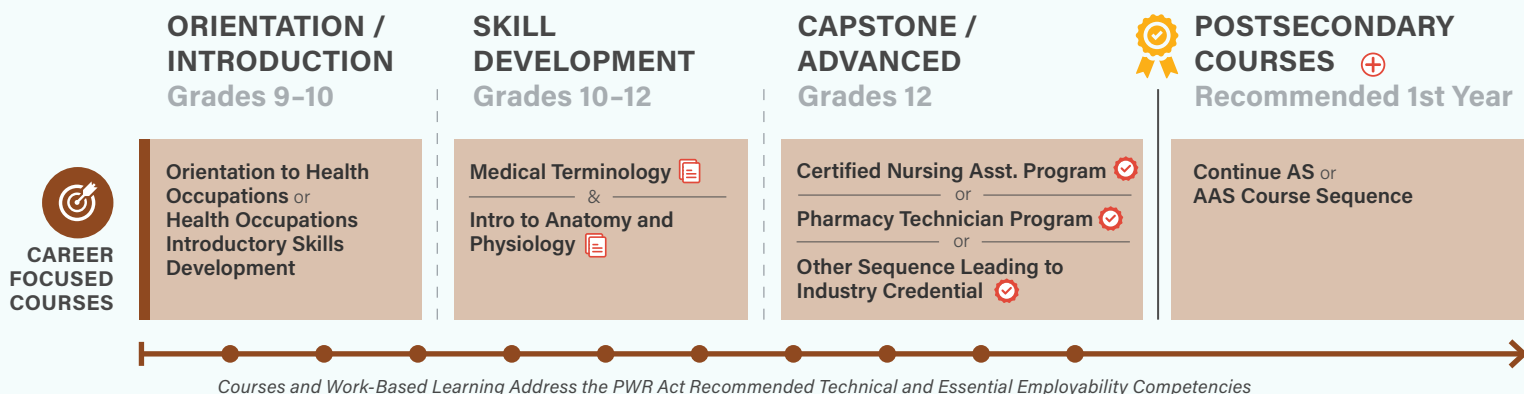 ORIENTATION /
INTRODUCTION
Grades 9–10
SKILL
DEVELOPMENT
Grades 10–12
CAPSTONE /
ADVANCED
Grades 12
POSTSECONDARY
COURSES
Recommended 1st Year
CAREER
FOCUSED
COURSES
Orientation to Health
Occupations or
Health Occupations
Introductory Skills
Development
Medical Terminology
&
Intro to Anatomy and
Physiology
Certified Nursing Asst. Program
or
Pharmacy Technician Program
or
Other Sequence Leading to
Industry Credential
Continue AS or
AAS Course Sequence
Courses and Work-Based Learning Address the PWR Act Recommended Technical and Essential Employability Competencies